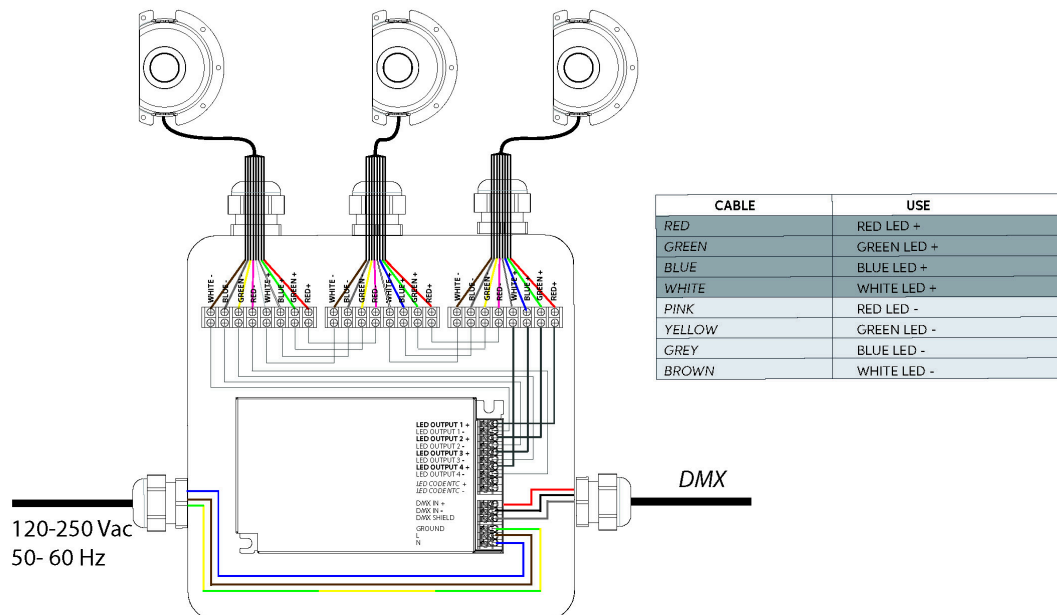 CABLE USE
RED RED LED +
GREEN GREEN LED +
BLUE BLUE LED +
WHITE WHITE LED +
PINK RED LED -
YELLOW GREEN LED -
GREY BLUE LED -
BROWN WHITE LED -
WHITE - BLUE - GREEN - RED - WHITE + BLUE + GREEN + RED+
WHITE - BLUE - GREEN - RED - WHITE + BLUE + GREEN + RED+
WHITE - BLUE - GREEN - RED - WHITE + BLUE + GREEN + RED+
LED OUTPUT 1 +
LED OUTPUT 1 -
LED OUTPUT 2 +
LED OUTPUT 2 -
LED OUTPUT 3 +
LED OUTPUT 3 -
LED OUTPUT 4 +
LED OUTPUT 4 -
LED CODE NTC +
LED CODE NTC -
DMX IN +
DMX IN -
DMX SHIELD
GROUND
L
N
DMX
120-250 Vac
50- 60 Hz